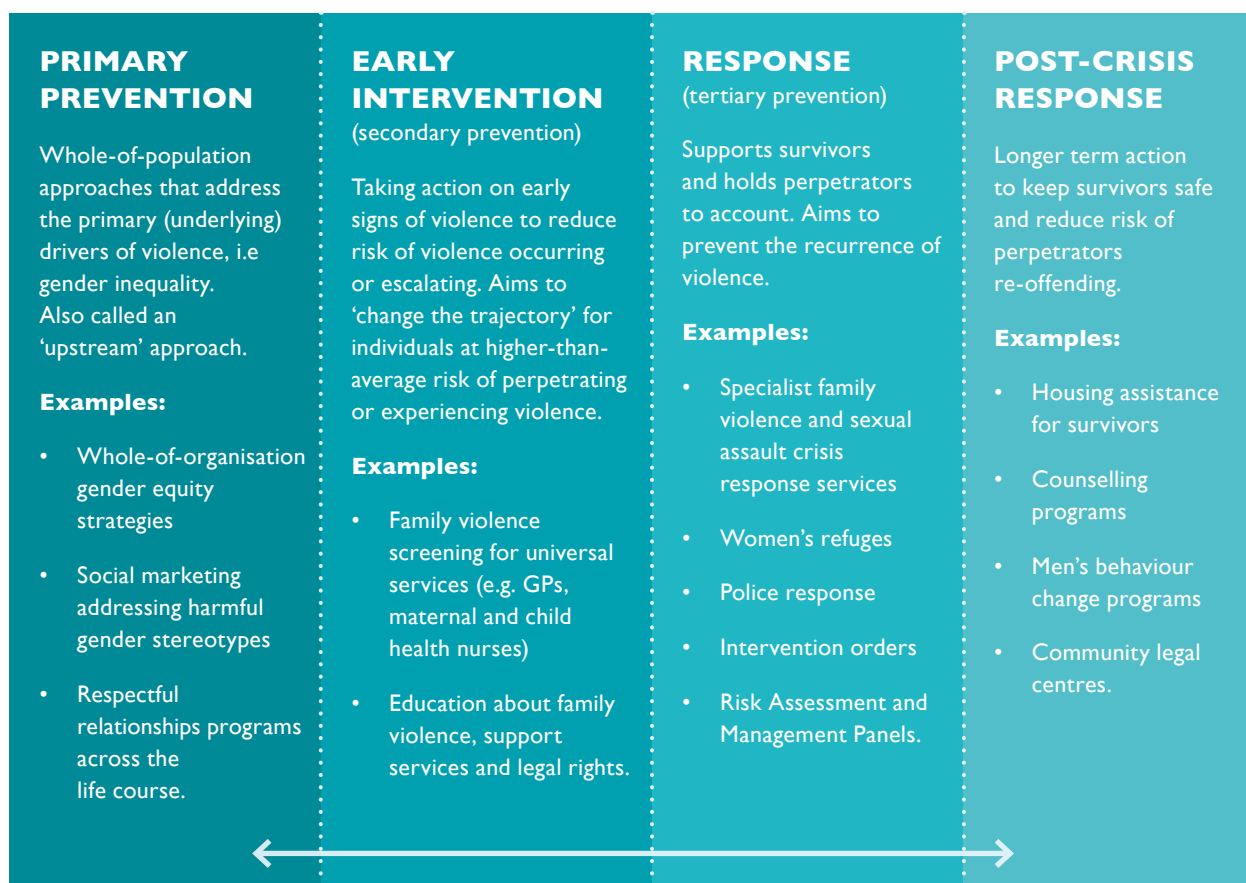 PRIMARY
PREVENTION
Whole-of-population
approaches that address
the primary (underlying)
drivers of violence, i.e
gender inequality.
Also called an
‘upstream’ approach.
Examples:
• Whole-of-organisation
gender equity
strategies
• Social marketing
addressing harmful
gender stereotypes
• Respectful
relationships programs
across the
life course.
EARLY
INTERVENTION
(secondary prevention)
Taking action on early
signs of violence to reduce
risk of violence occurring
or escalating. Aims to
‘change the trajectory’ for
individuals at higher-than-
average risk of perpetrating
or experiencing violence.
Examples:
• Family violence
screening for universal
services (e.g. GPs,
maternal and child
health nurses)
• Education about family
violence, support
services and legal rights.
RESPONSE
(tertiary prevention)
Supports survivors
and holds perpetrators
to account. Aims to
prevent the recurrence of
violence.
Examples:
• Specialist family
violence and sexual
assault crisis
response services
• Women’s refuges
• Police response
• Intervention orders
• Risk Assessment and
Management Panels.
POST-CRISIS
RESPONSE
Longer term action
to keep survivors safe
and reduce risk of
perpetrators
re-offending.
Examples:
• Housing assistance
for survivors
• Counselling
programs
• Men’s behaviour
change programs
• Community legal
centres.